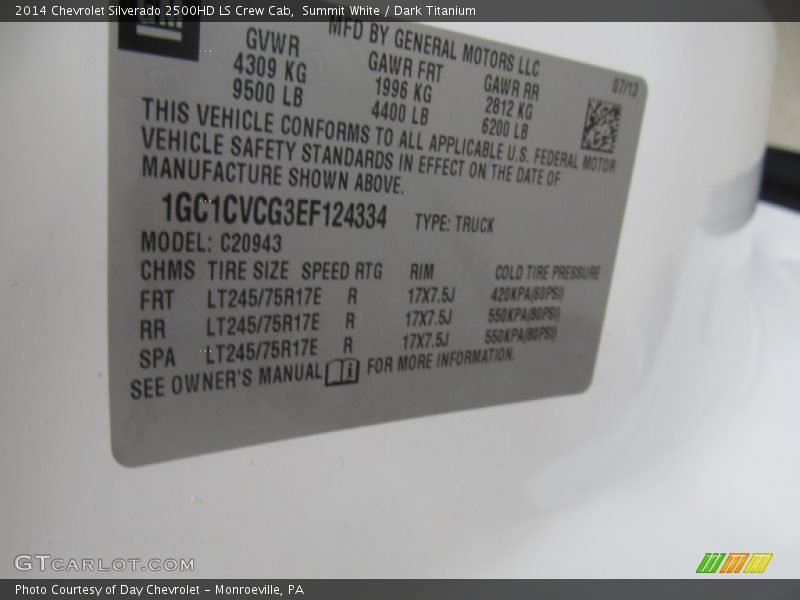 2014 Chevrolet Silverado 2500HD LS Crew Cab,  Summit White / Dark Titanium
GM
MFD BY GENERAL MOTORS LLC
07/13
GVWR GAWR FRT GAWR RR
4309 KG 1996 KG 2812 KG
9500 LB 4400 LB 6200 LB
THIS VEHICLE CONFORMS TO ALL APPLICABLE U.S. FEDERAL MOTOR
VEHICLE SAFETY STANDARDS IN EFFECT ON THE DATE OF
MANUFACTURE SHOWN ABOVE.
1GC1CVCG3EF124334 TYPE: TRUCK
MODEL: C20943
CHMS TIRE SIZE SPEED RTG RIM COLD TIRE PRESSURE
FRT LT245/75R17E R 17X7.5J 420KPA(60PSI)
RR LT245/75R17E R 17X7.5J 550KPA(80PSI)
SPA LT245/75R17E R 17X7.5J 550KPA(80PSI)
SEE OWNER'S MANUAL FOR MORE INFORMATION.
GTCARLOT.COM
Photo Courtesy of Day Chevrolet – Monroeville, PA